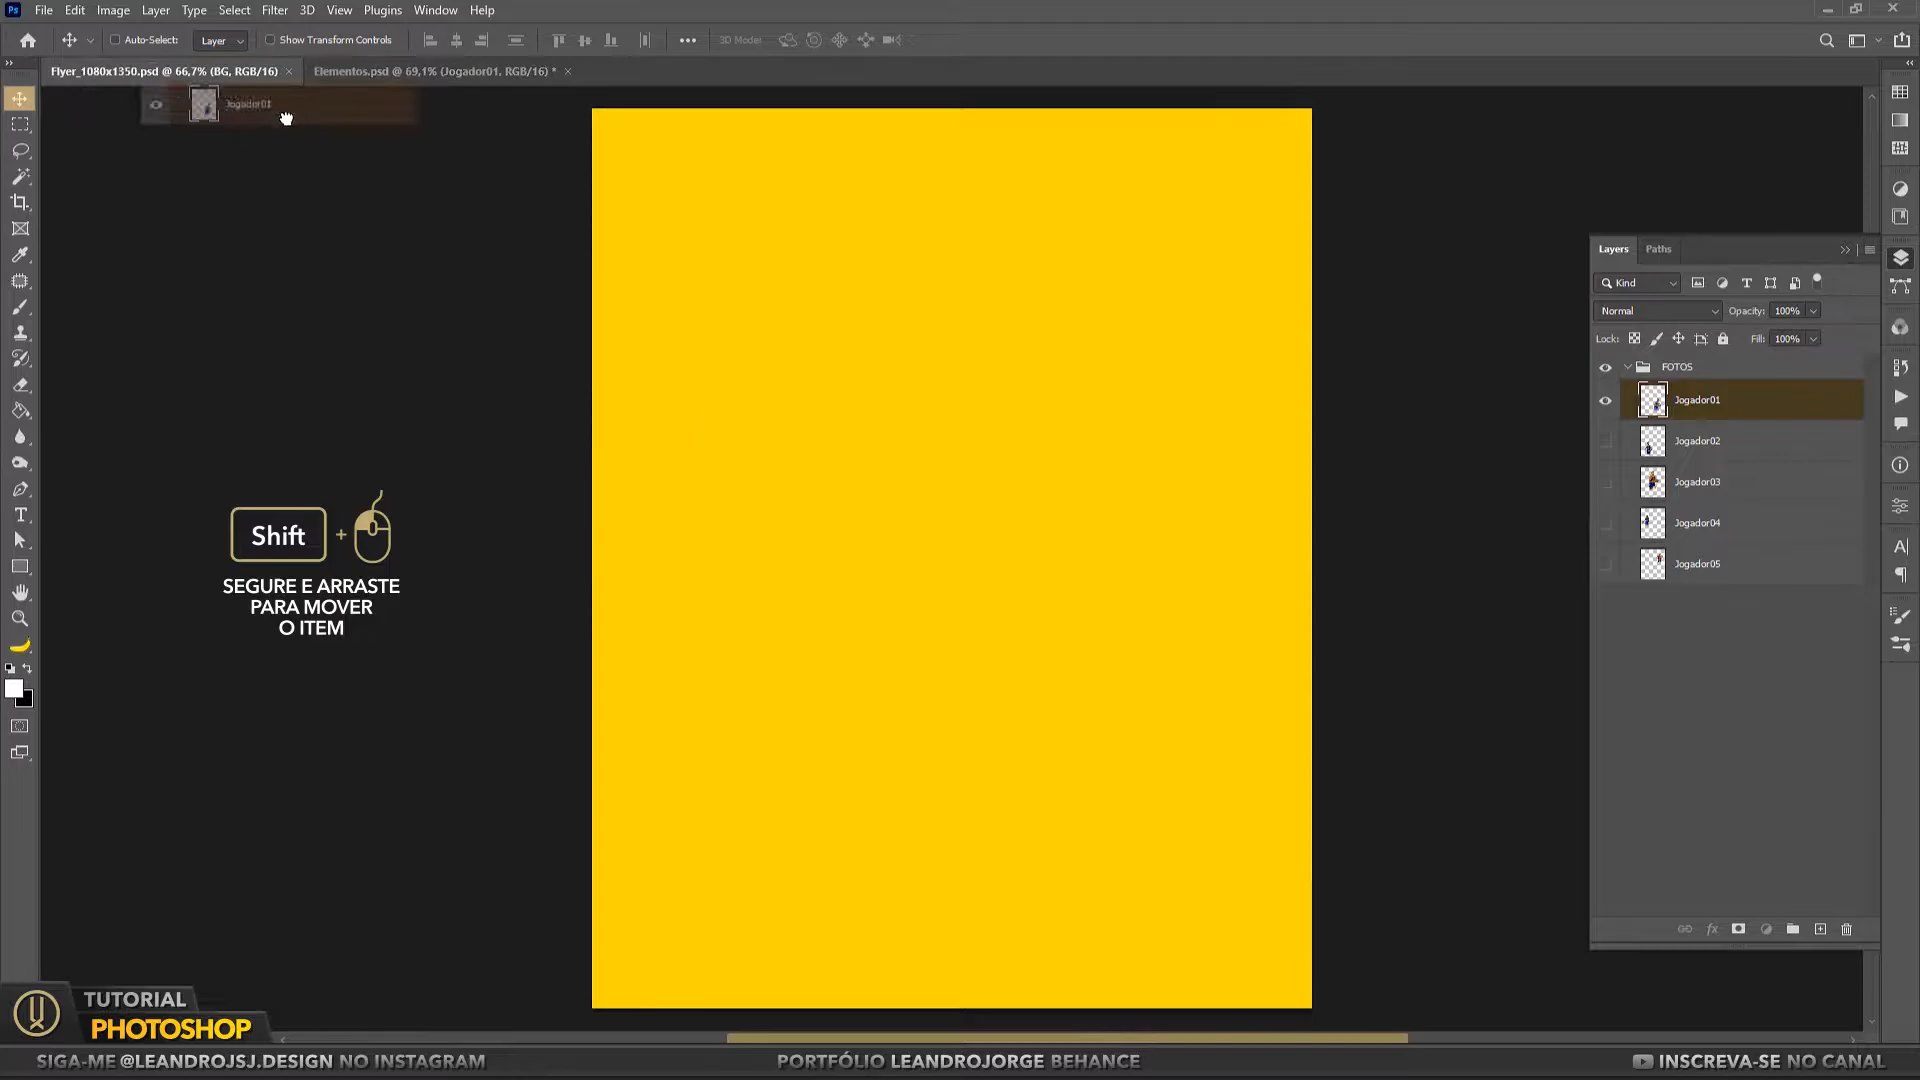 Ps File Edit Image Layer Type Select Filter 3D View Plugins Window Help
Auto-Select: Layer Show Transform Controls 3D Mode:
Flyer_1080x1350.psd @ 66,7% (BG, RGB/16) × Elementos.psd @ 69,1% (Jogador01, RGB/16) * ×
Jogador01
Layers Paths
Kind
Normal Opacity: 100%
Lock: Fill: 100%
FOTOS
Jogador01
Jogador02
Jogador03
Jogador04
Jogador05
Shift +
SEGURE E ARRASTE
PARA MOVER
O ITEM
TUTORIAL
PHOTOSHOP
SIGA-ME @LEANDROJSJ.DESIGN NO INSTAGRAM PORTFÓLIO LEANDROJORGE BEHANCE INSCREVA-SE NO CANAL